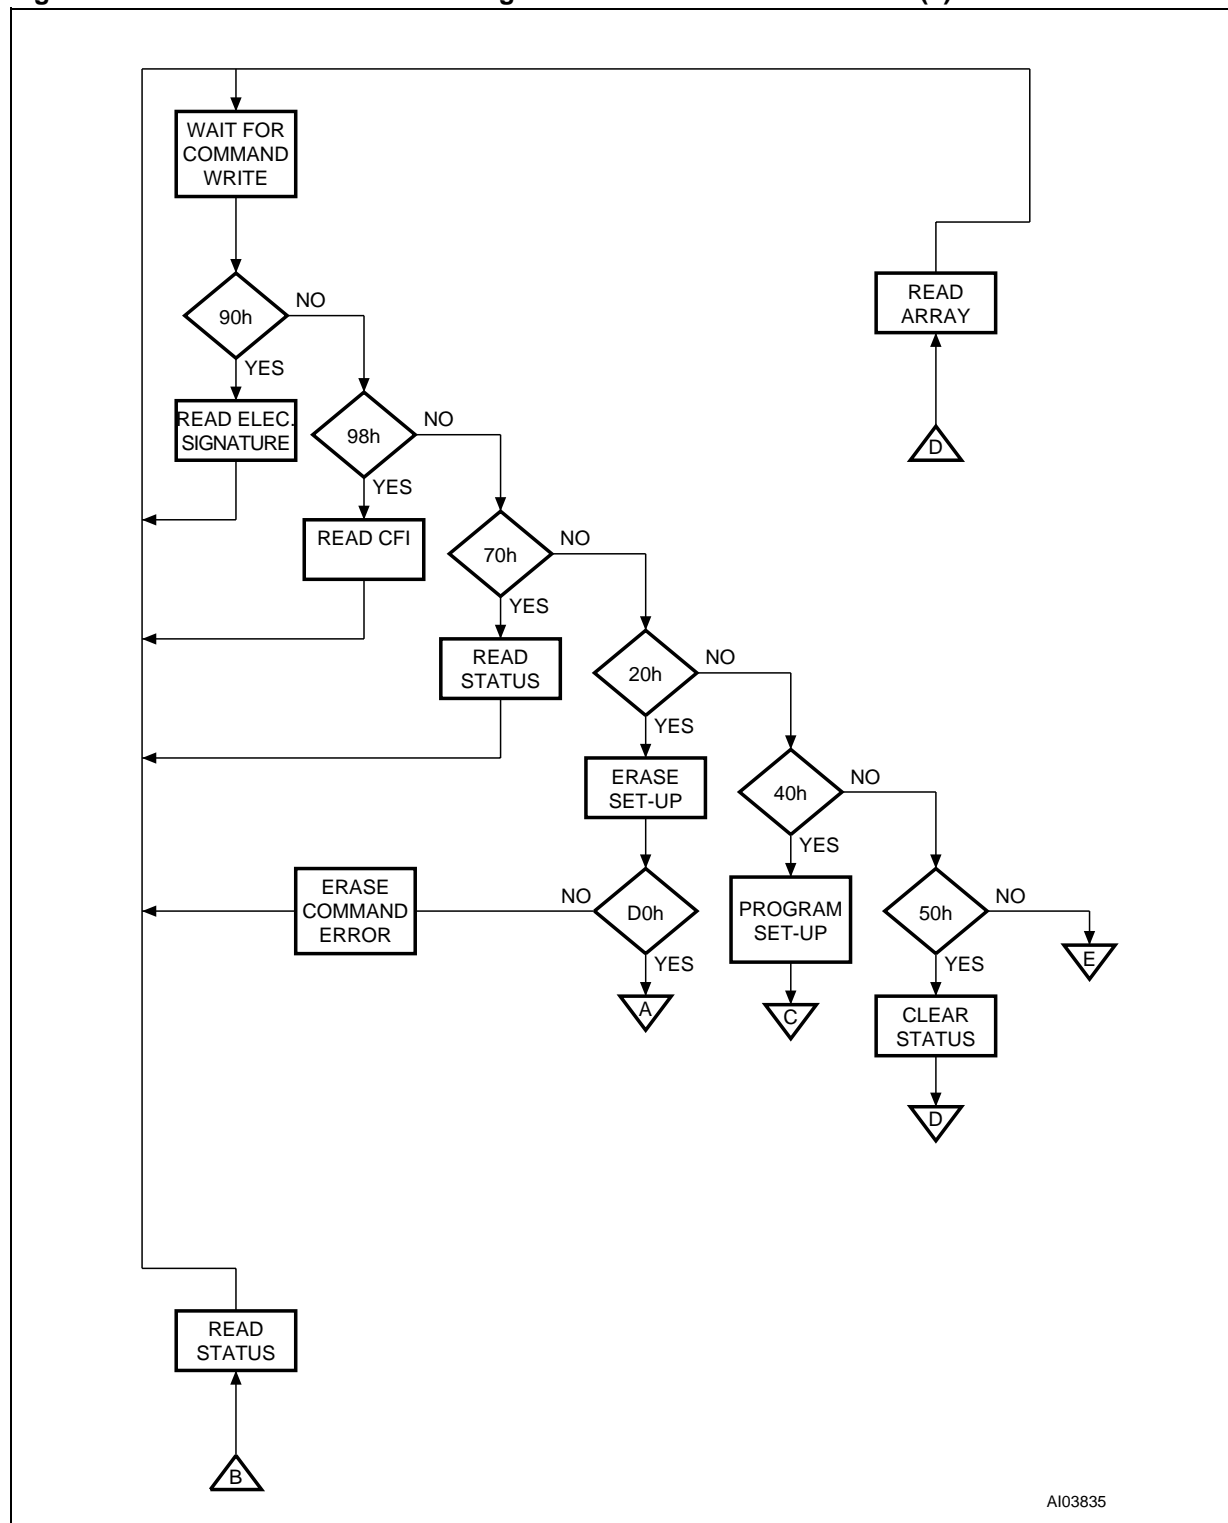 WAIT FOR
COMMAND
WRITE
90h
NO
YES
READ
ARRAY
READ ELEC.
SIGNATURE
98h
NO
YES
D
READ CFI
70h
NO
YES
READ
STATUS
20h
NO
YES
ERASE
SET-UP
40h
NO
YES
ERASE
COMMAND
ERROR
NO
D0h
YES
PROGRAM
SET-UP
50h
NO
YES
E
A
C
CLEAR
STATUS
D
READ
STATUS
B
AI03835